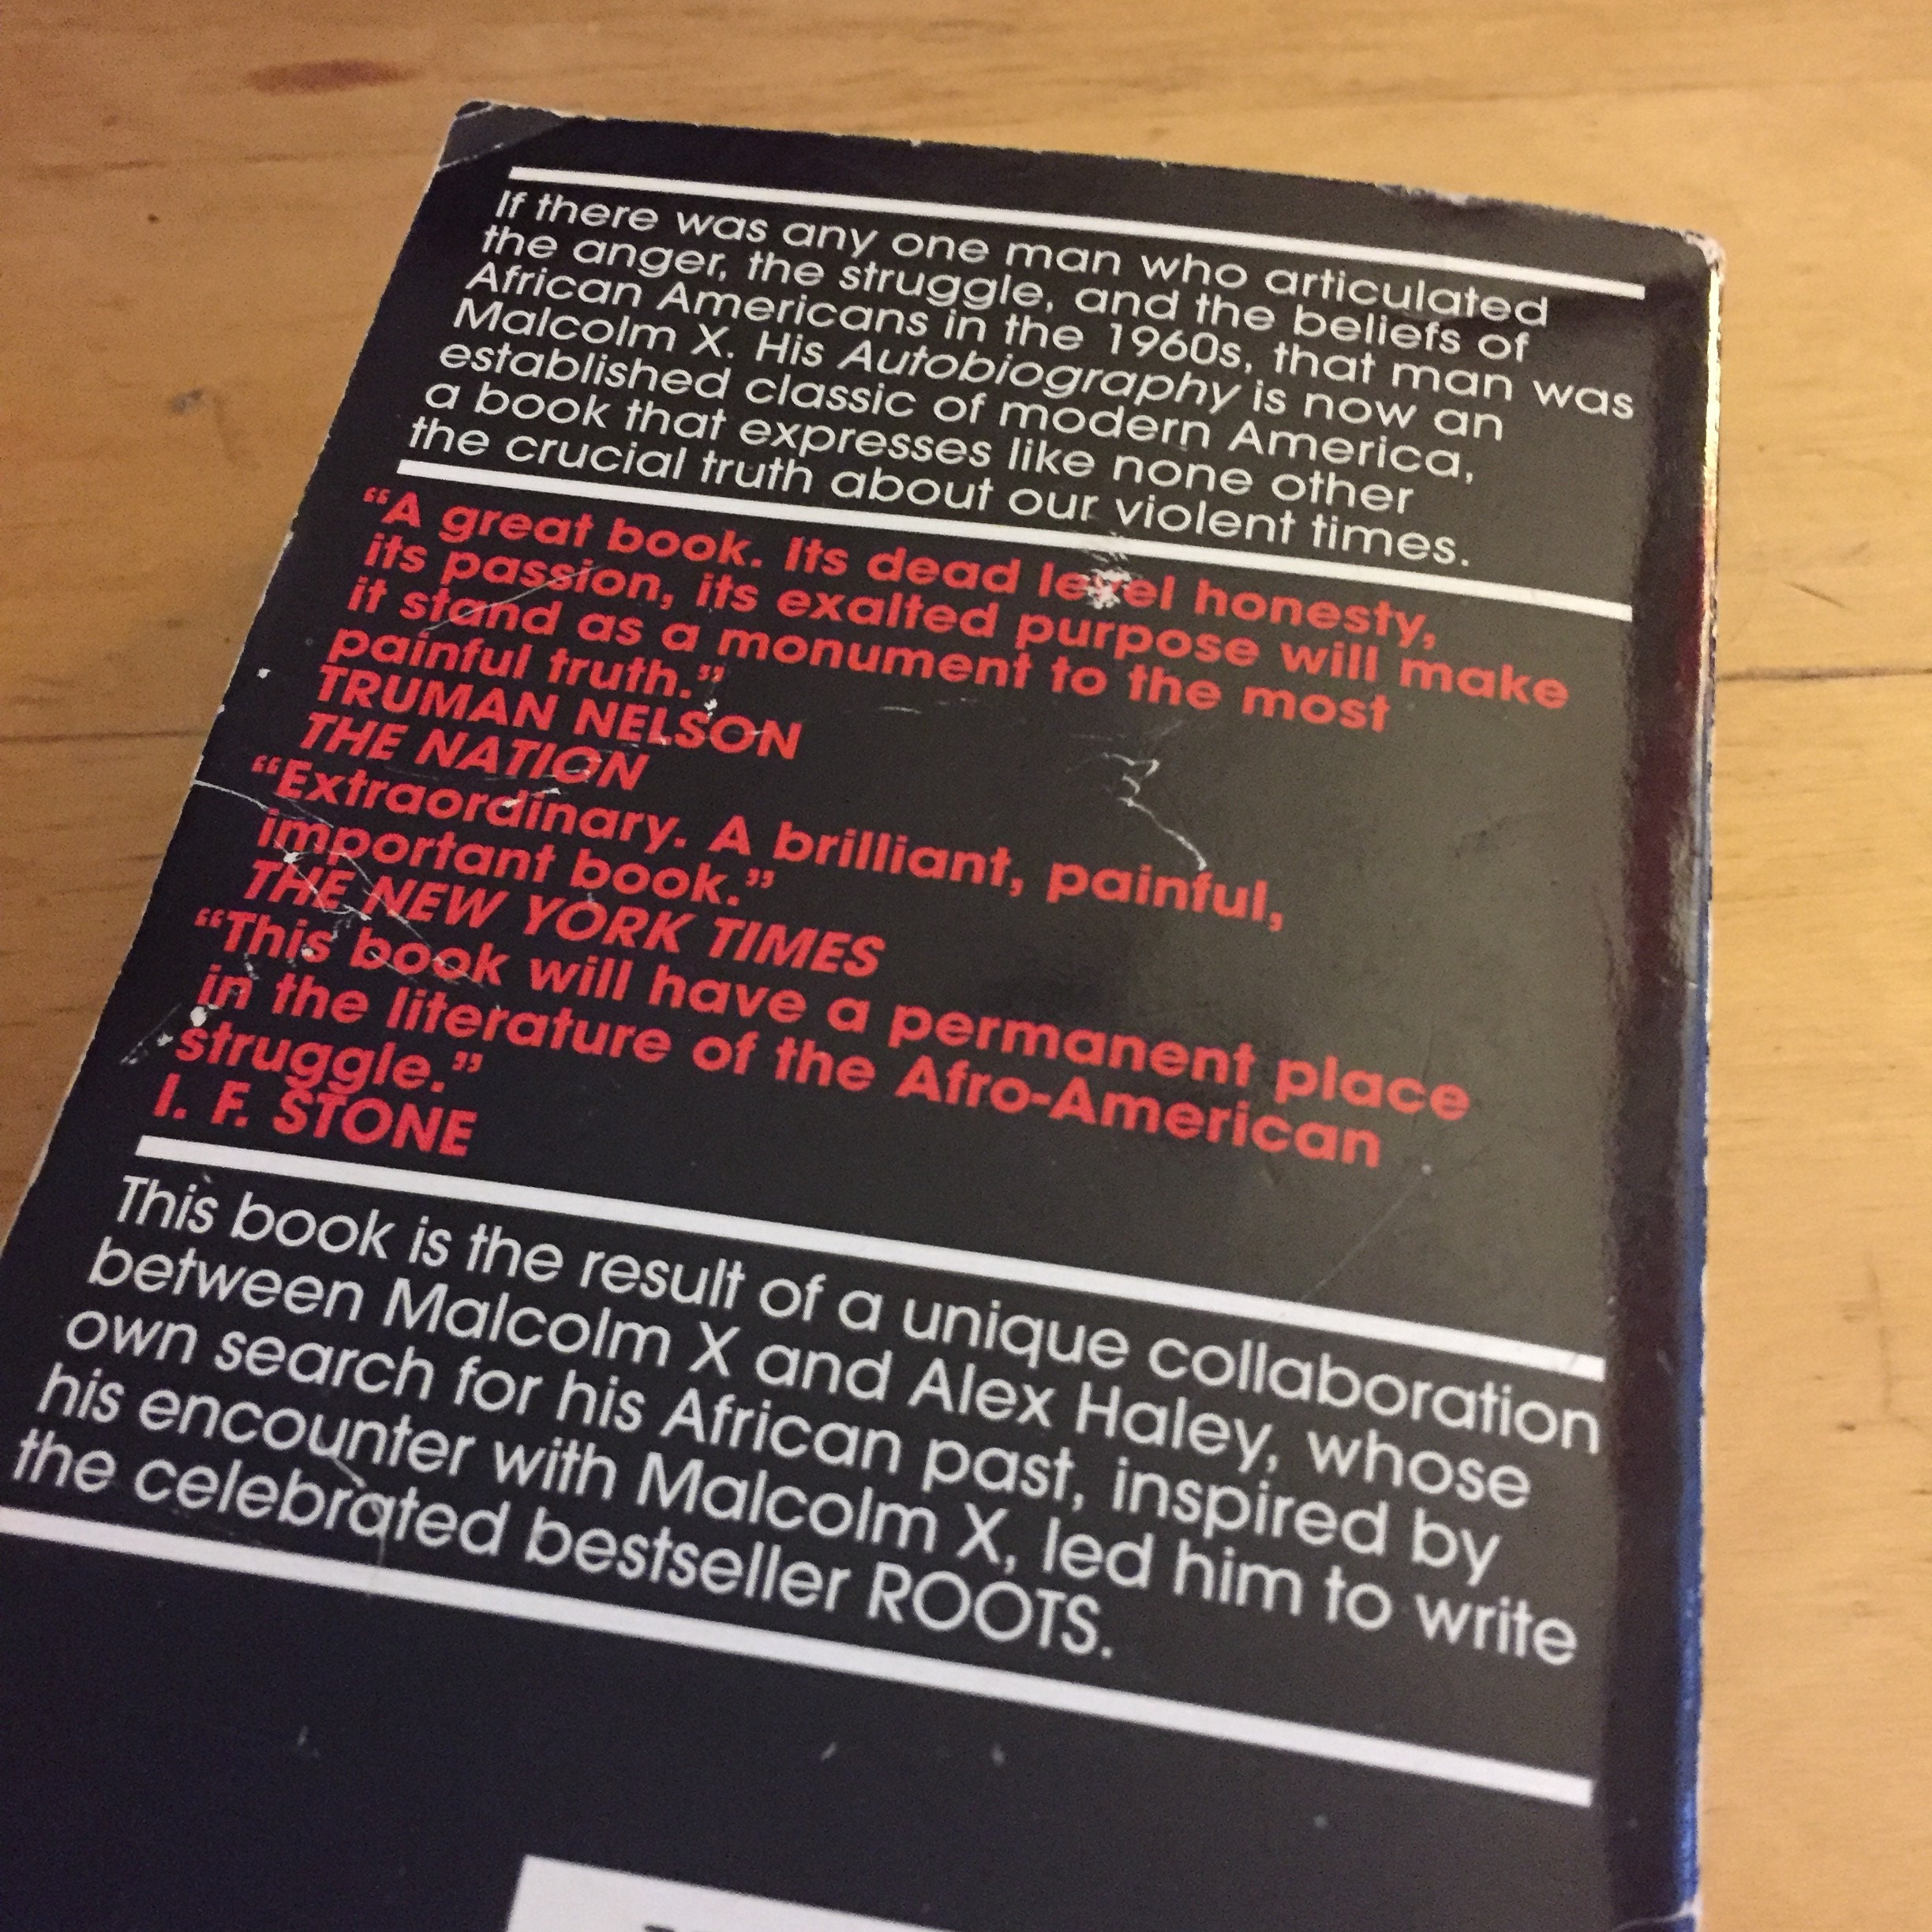 If there was any one man who articulated
the anger, the struggle, and the beliefs of
African Americans in the 1960s, that man was
Malcolm X. His Autobiography is now an
established classic of modern America,
a book that expresses like none other
the crucial truth about our violent times.
“A great book. Its dead level honesty,
its passion, its exalted purpose will make
it stand as a monument to the most
painful truth.”
TRUMAN NELSON
THE NATION
“Extraordinary. A brilliant, painful,
important book.”
THE NEW YORK TIMES
“This book will have a permanent place
in the literature of the Afro-American
struggle.”
I. F. STONE
This book is the result of a unique collaboration
between Malcolm X and Alex Haley, whose
own search for his African past, inspired by
his encounter with Malcolm X, led him to write
the celebrated bestseller ROOTS.